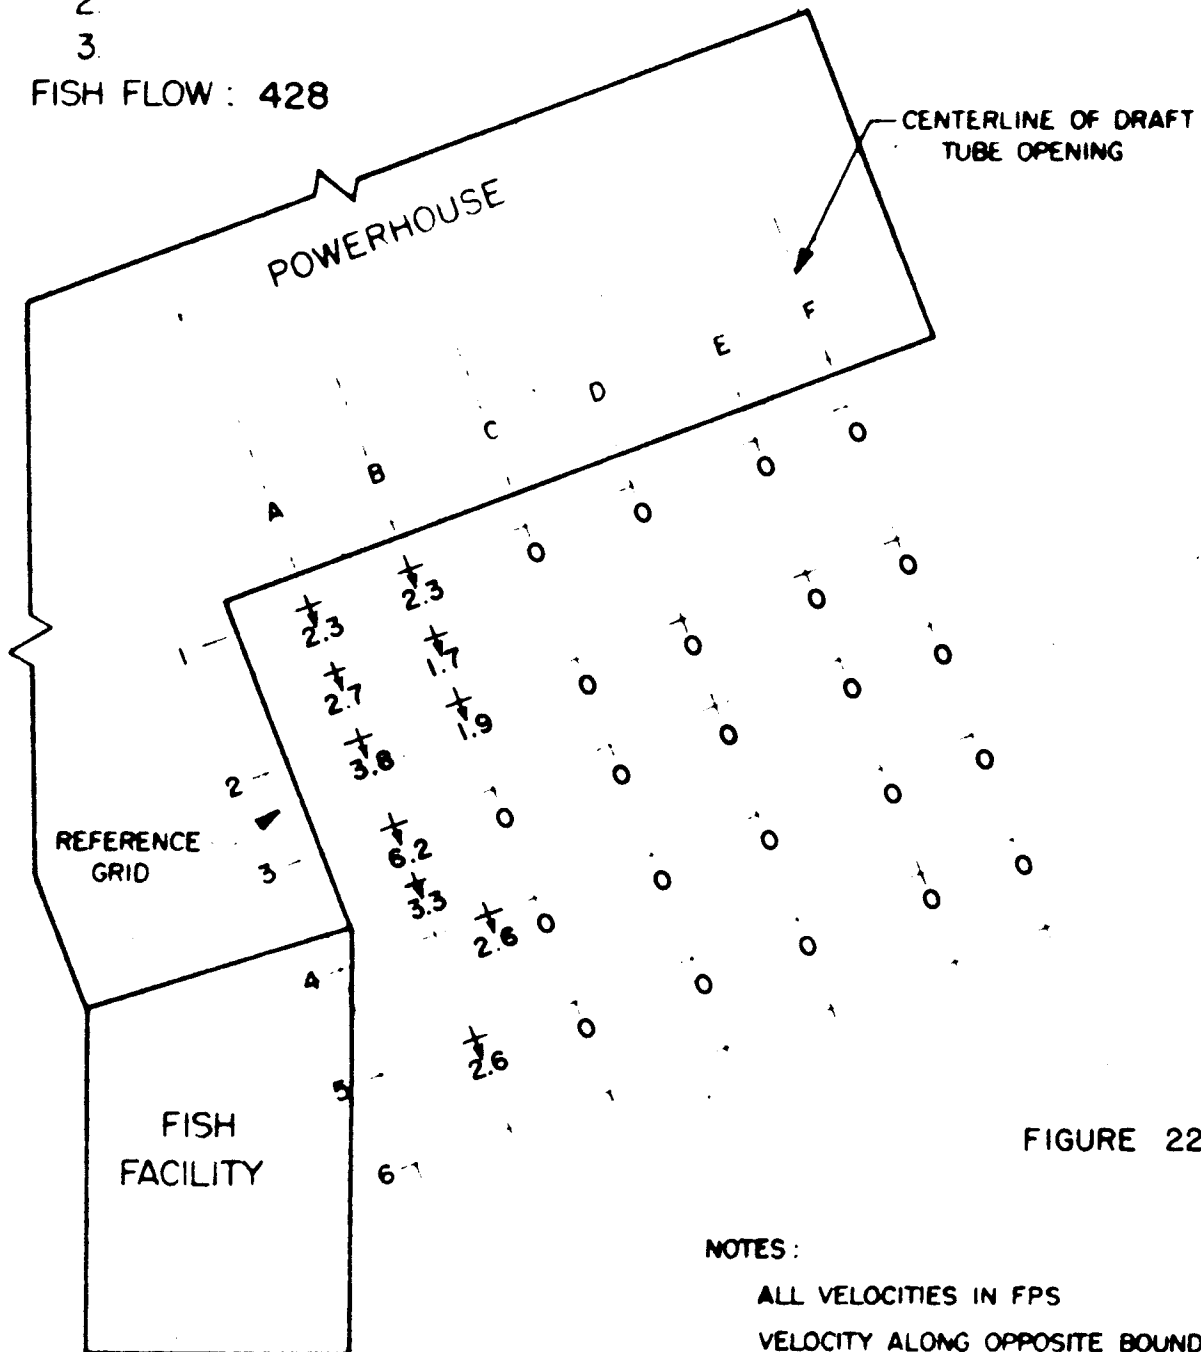 2.
3.
FISH FLOW : 428
CENTERLINE OF DRAFT
TUBE OPENING
POWERHOUSE
F
E
D
C
B
A
0
0
0
0
2.3
2.3
1
0
0
0
0
1.7
2.7
0
0
0
0
1.9
3.8
2
0
0
0
0
6.2
REFERENCE
GRID
3
3.3
2.6
0
0
0
0
4
0
5
2.6
FISH
FACILITY
6
FIGURE 22
NOTES :
ALL VELOCITIES IN FPS
VELOCITY ALONG OPPOSITE BOUND